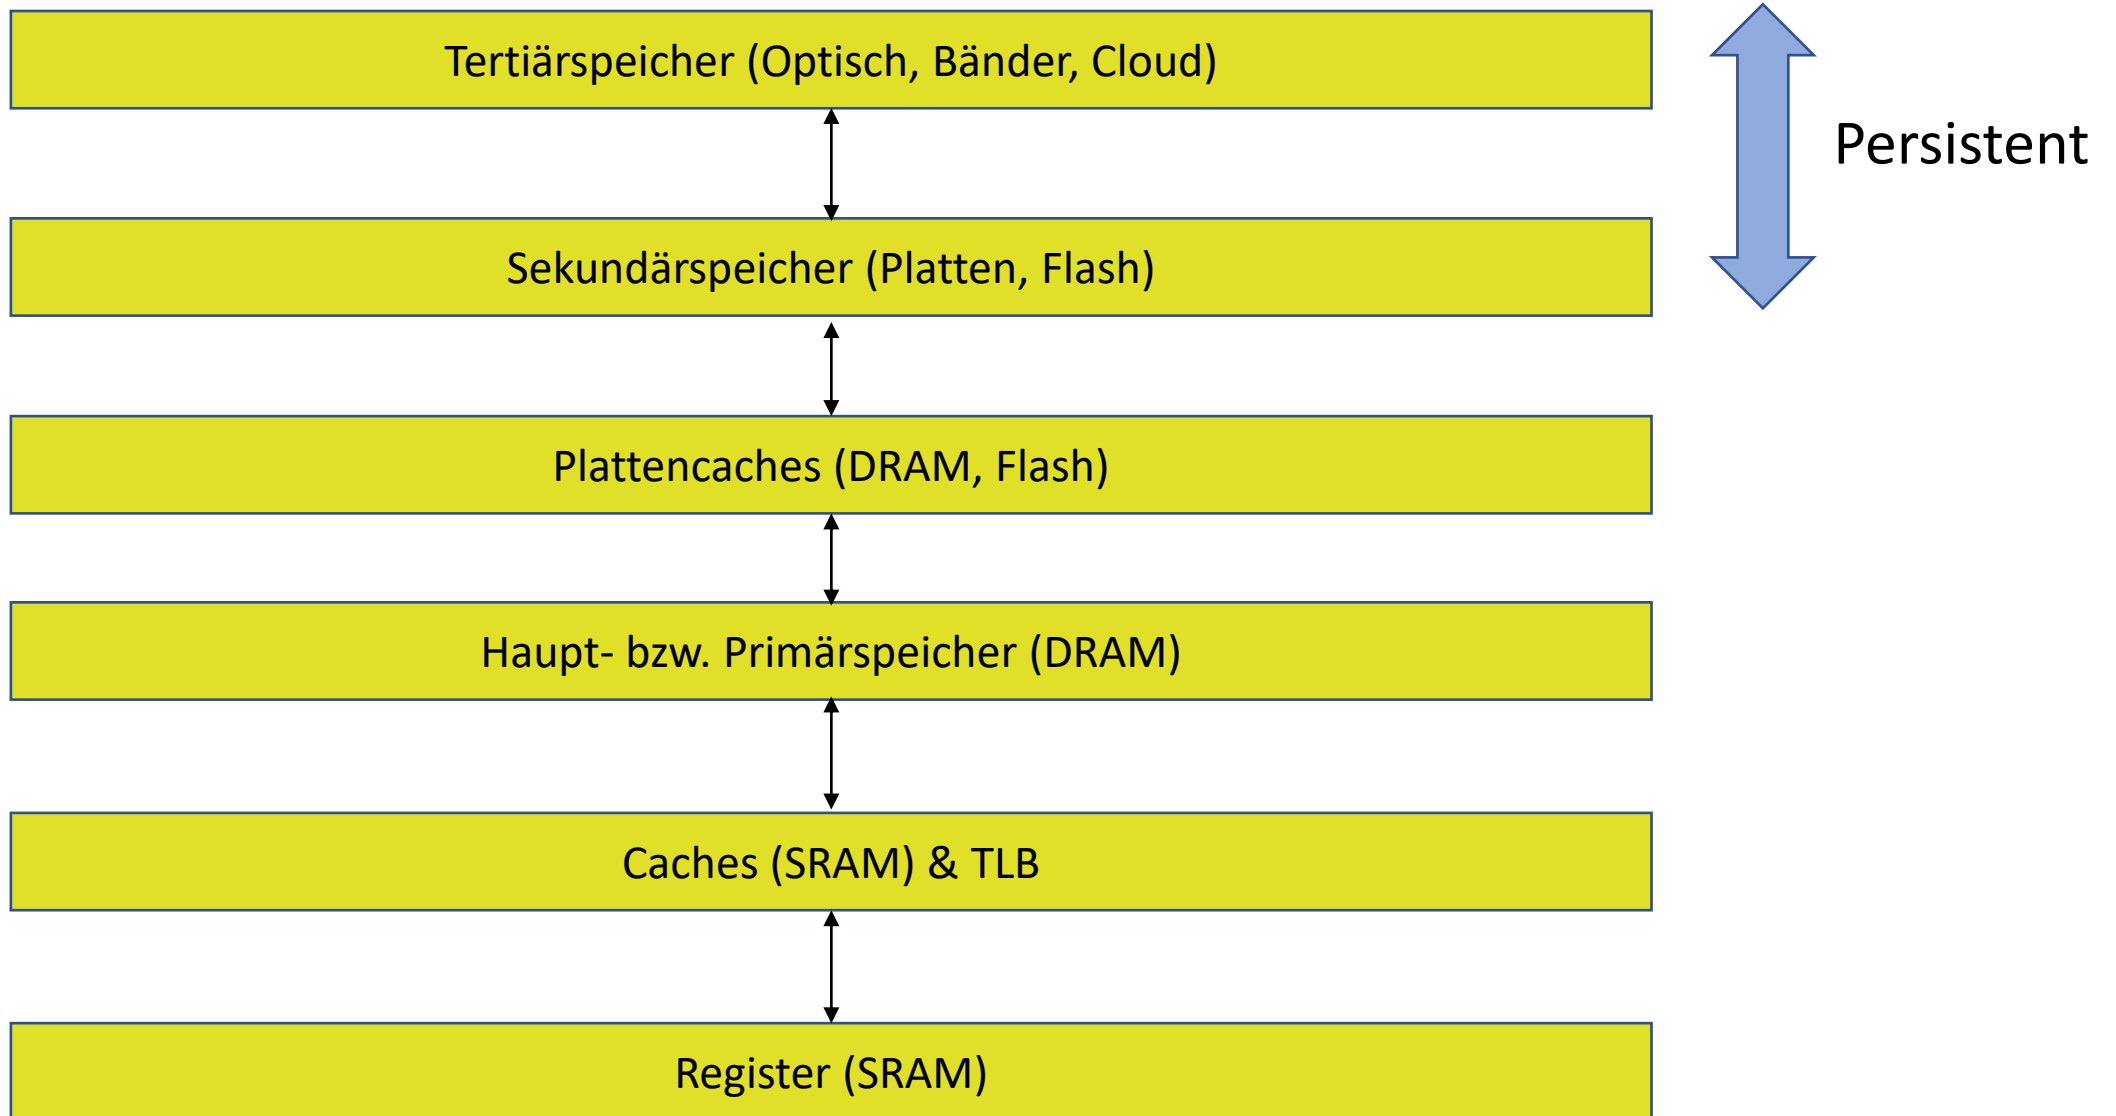 Tertiärspeicher (Optisch, Bänder, Cloud)
Persistent
Sekundärspeicher (Platten, Flash)
Plattencaches (DRAM, Flash)
Haupt- bzw. Primärspeicher (DRAM)
Caches (SRAM) & TLB
Register (SRAM)